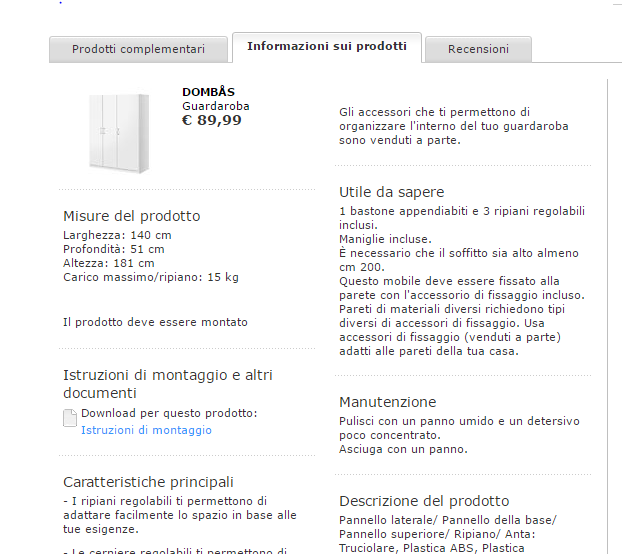 Prodotti complementari
Informazioni sui prodotti
Recensioni
DOMBÅS
Guardaroba
€ 89,99
Misure del prodotto
Larghezza: 140 cm
Profondità: 51 cm
Altezza: 181 cm
Carico massimo/ripiano: 15 kg
Il prodotto deve essere montato
Istruzioni di montaggio e altri
documenti
Download per questo prodotto:
Istruzioni di montaggio
Caratteristiche principali
- I ripiani regolabili ti permettono di
adattare facilmente lo spazio in base alle
tue esigenze.
- Le cerniere regolabili ti permettono di
Gli accessori che ti permettono di
organizzare l'interno del tuo guardaroba
sono venduti a parte.
Utile da sapere
1 bastone appendiabiti e 3 ripiani regolabili
inclusi.
Maniglie incluse.
È necessario che il soffitto sia alto almeno
cm 200.
Questo mobile deve essere fissato alla
parete con l'accessorio di fissaggio incluso.
Pareti di materiali diversi richiedono tipi
diversi di accessori di fissaggio. Usa
accessori di fissaggio (venduti a parte)
adatti alle pareti della tua casa.
Manutenzione
Pulisci con un panno umido e un detersivo
poco concentrato.
Asciuga con un panno.
Descrizione del prodotto
Pannello laterale/ Pannello della base/
Pannello superiore/ Ripiano/ Anta:
Truciolare, Plastica ABS, Plastica